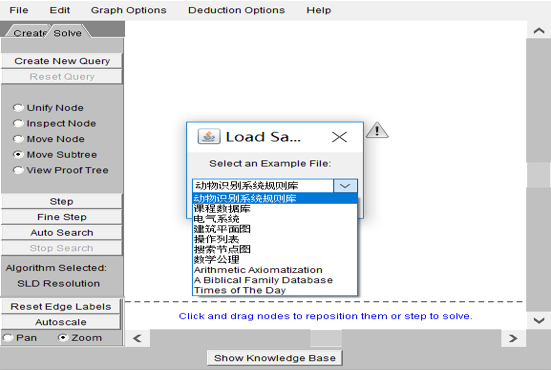 File Edit Graph Options Deduction Options Help
Create Solve
Create New Query
Reset Query
Unify Node
Inspect Node
Move Node
Move Subtree
View Proof Tree
Step
Fine Step
Auto Search
Stop Search
Algorithm Selected:
SLD Resolution
Reset Edge Labels
Autoscale
Pan Zoom
Load Sa...
Select an Example File:
动物识别系统规则库
动物识别系统规则库
课程数据库
电气系统
建筑平面图
操作列表
搜索节点图
数学公理
Arithmetic Axiomatization
A Biblical Family Database
Times of The Day
Click and drag nodes to reposition them or step to solve.
Show Knowledge Base